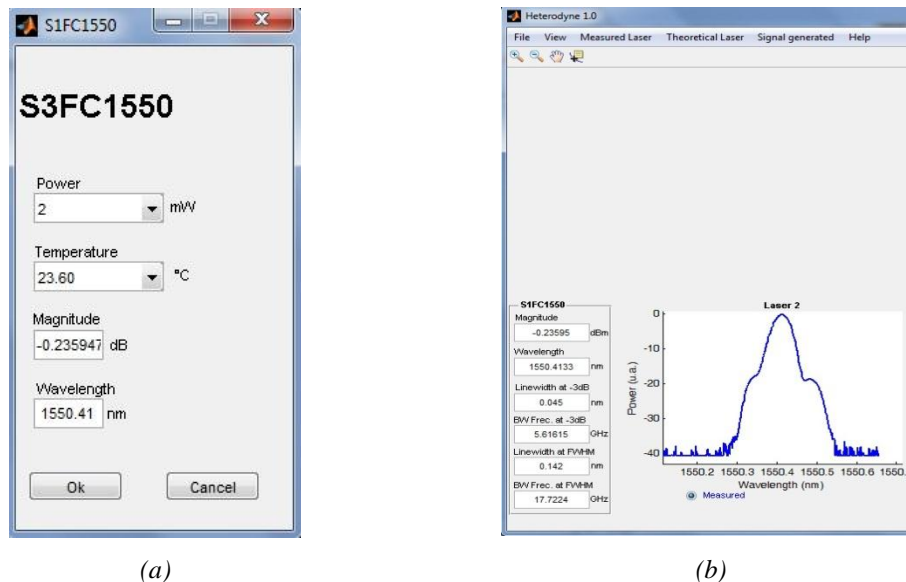 S1FC1550
S3FC1550
Power
2 mW
Temperature
23.60 °C
Magnitude
-0.235947 dB
Wavelength
1550.41 nm
Ok Cancel
(a)
Heterodyne 1.0
File View Measured Laser Theoretical Laser Signal generated Help
S1FC1550
Magnitude
-0.23595 dBm
Wavelength
1550.4133 nm
Linewidth at -3dB
0.045 nm
BW Frec. at -3dB
5.61615 GHz
Linewidth at FWHM
0.142 nm
BW Frec. at FWHM
17.7224 GHz
Laser 2
Power (u.a.)
0
-10
-20
-30
-40
1550.2 1550.3 1550.4 1550.5 1550.6 1550.
Wavelength (nm)
Measured
(b)